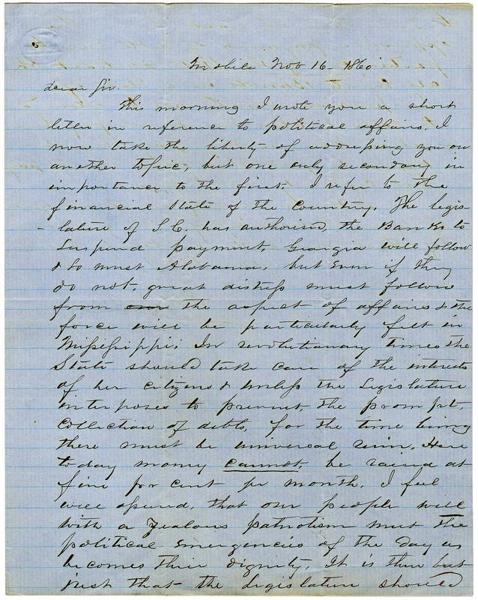 Mobile Nov 16 1860
dear Sir
This morning I wrote you a short
letter in reference to political affairs. I
now take the liberty of addressing you on
another topic, but one only secondary in
importance to the first. I refer to the
financial State of the Country. The legis-
-lature of S.C. has authorised the Banks to
Suspend payment. Georgia will follow
& so must Alabama, but even if they
do not, great distress must follow
from the aspect of affairs & the
force will be particularly felt in
Mississippi. In revolutionary times the
State should take care of the interests
of her citizens & unless the Legislature
interposes to prevent the prompt
Collection of debts, for the time being
there must be universal ruin. Here
to day money cannot be raised at
five per cent per month. I feel
well assured, that our people will
with a Zealous patriotism meet the
political emergencies of the day as
becomes their dignity. It is then but
just that the legislature should